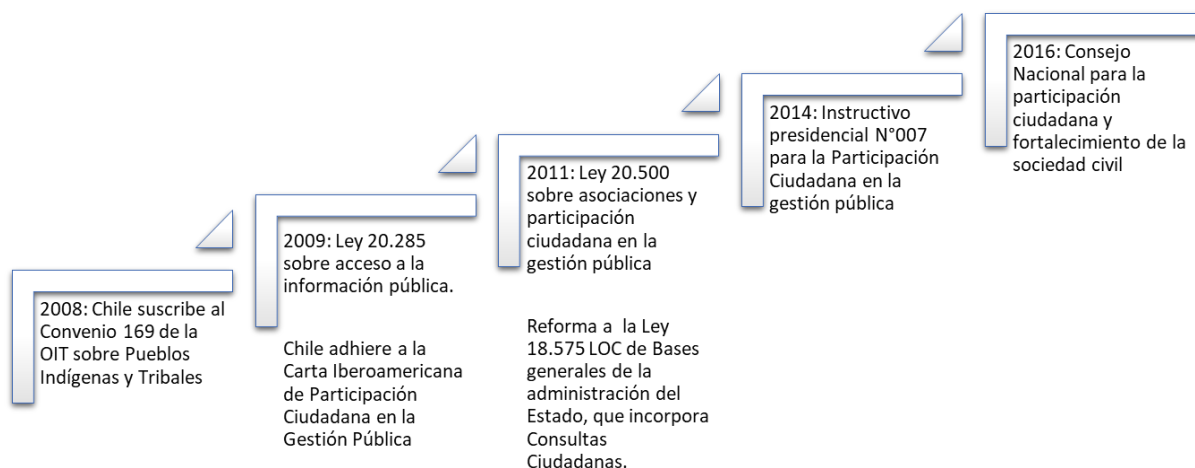 2008: Chile suscribe al
Convenio 169 de la
OIT sobre Pueblos
Indígenas y Tribales
2009: Ley 20.285
sobre acceso a la
información pública.
Chile adhiere a la
Carta Iberoamericana
de Participación
Ciudadana en la
Gestión Pública
2011: Ley 20.500
sobre asociaciones y
participación
ciudadana en la
gestión pública
Reforma a la Ley
18.575 LOC de Bases
generales de la
administración del
Estado, que incorpora
Consultas
Ciudadanas.
2014: Instructivo
presidencial N°007
para la Participación
Ciudadana en la
gestión pública
2016: Consejo
Nacional para la
participación
ciudadana y
fortalecimiento de la
sociedad civil